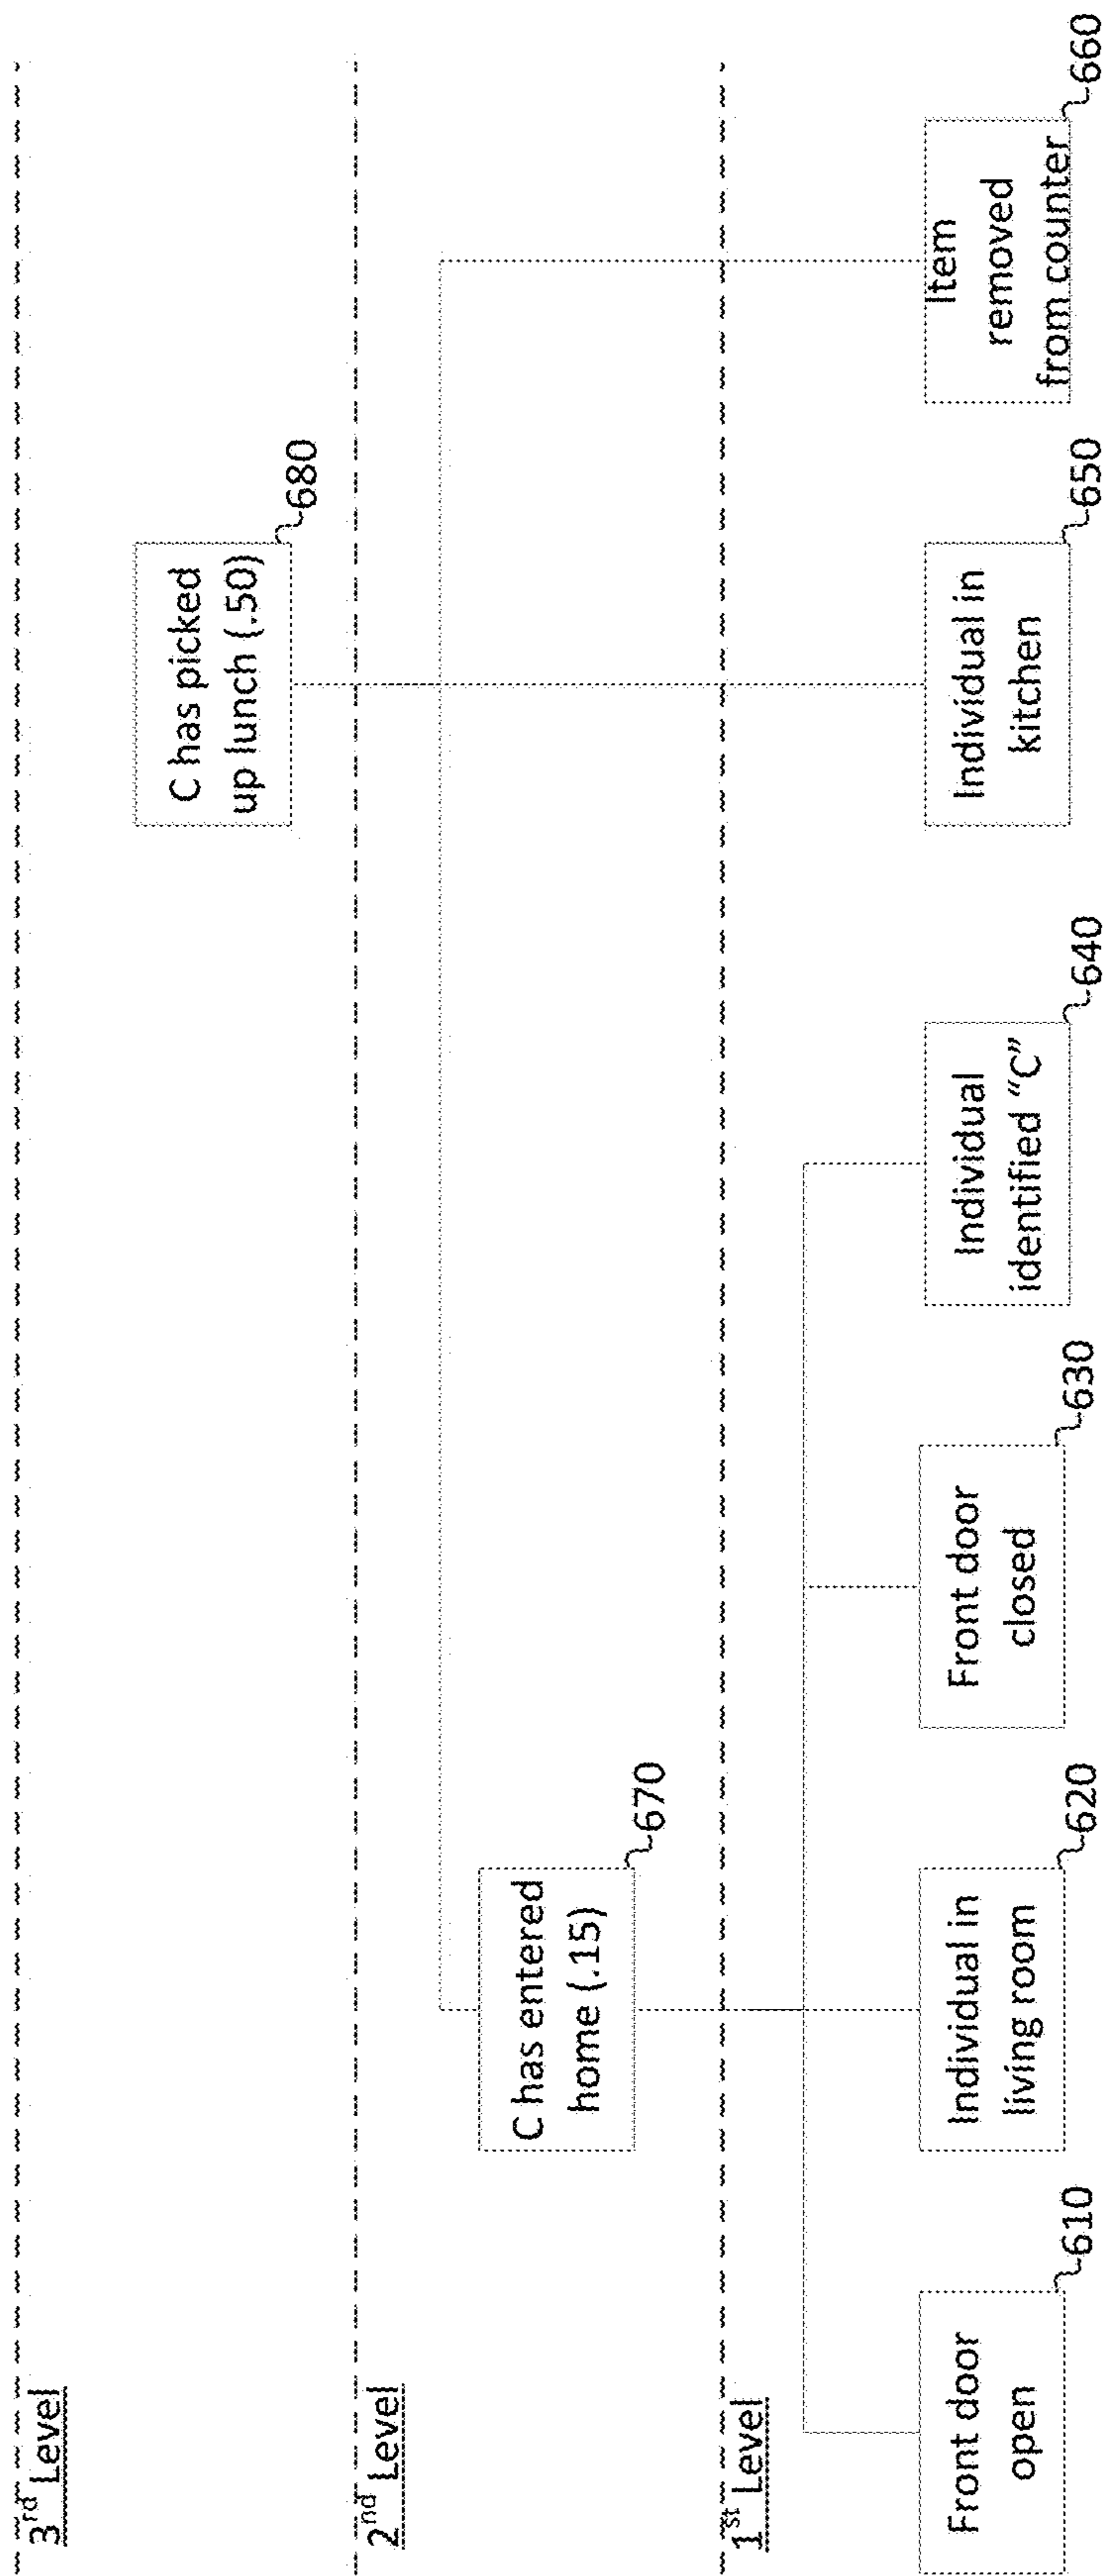 3rd Level
C has picked
up lunch (.50)
680
2nd Level
C has entered
home (.15)
670
1st Level
Front door
open
610
Individual in
living room
620
Front door
closed
630
Individual
identified “C”
640
Individual in
kitchen
650
Item
removed
from counter
660